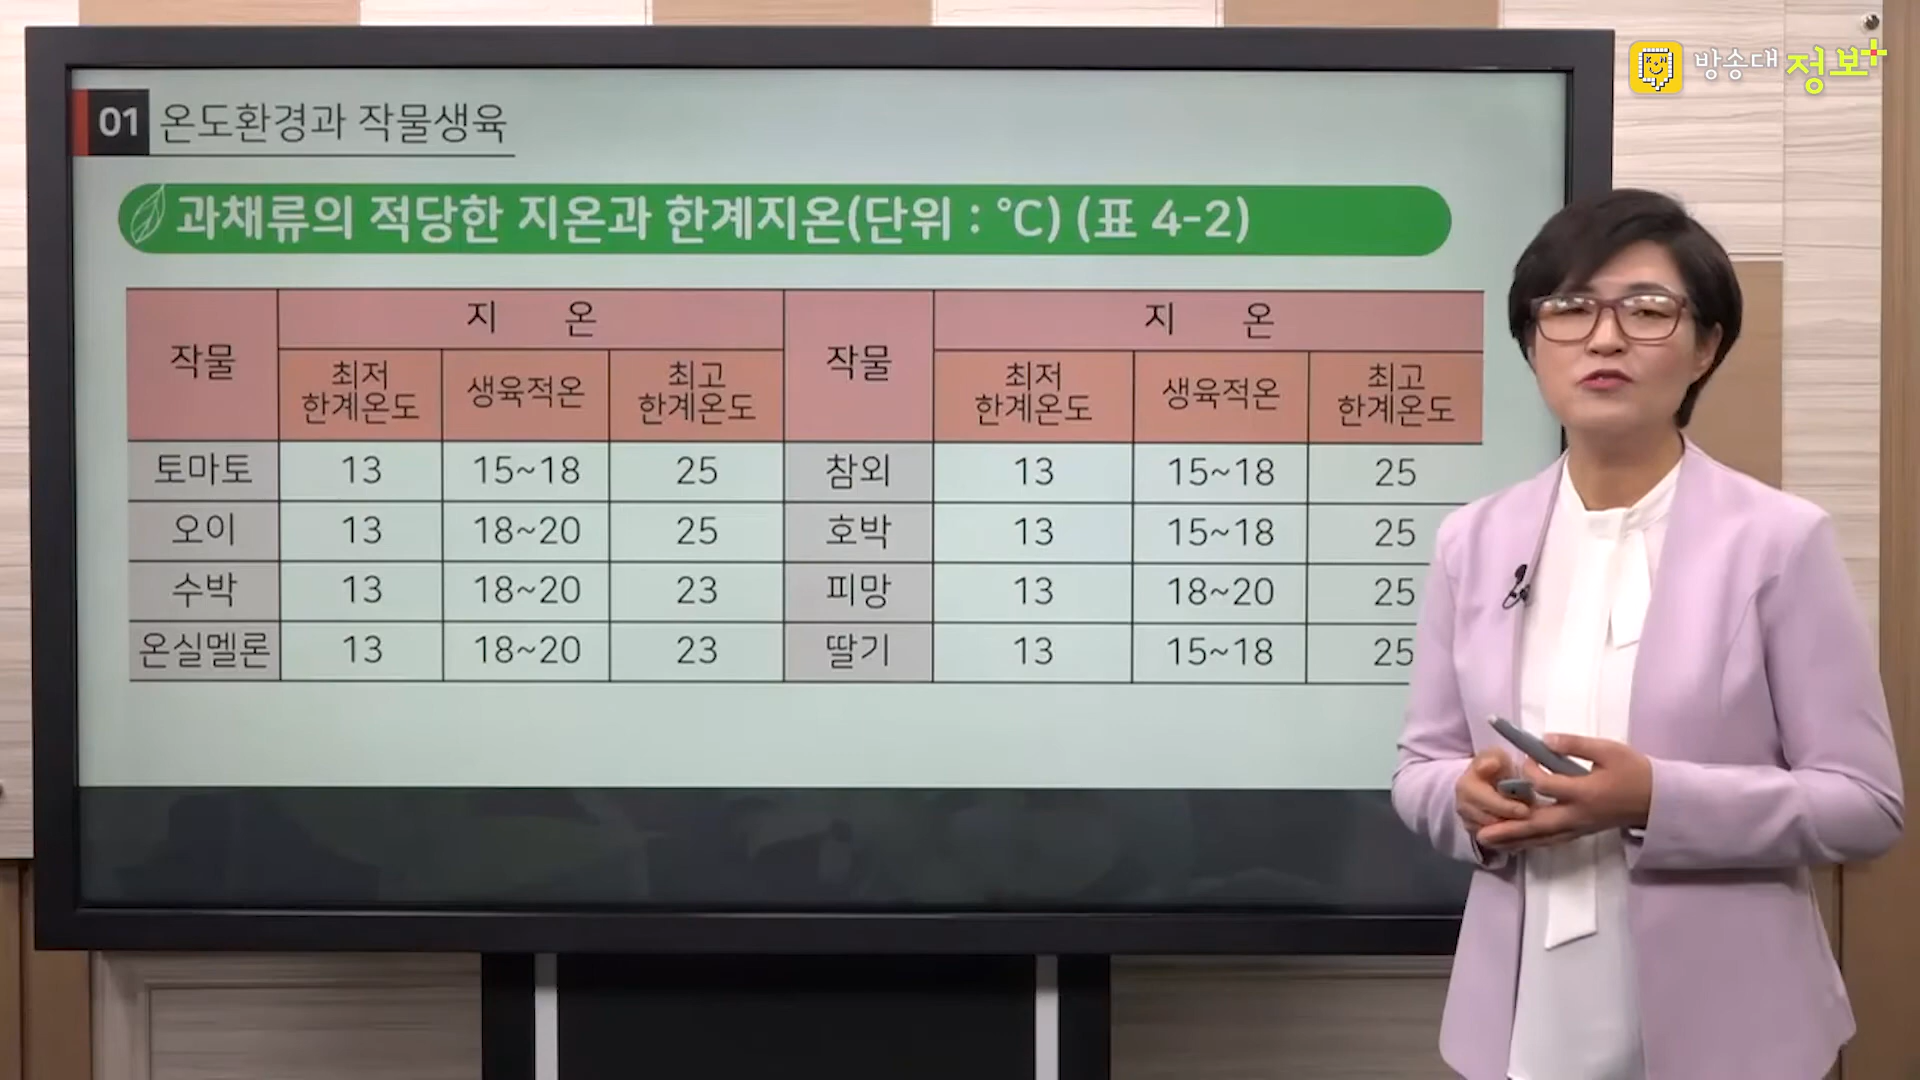 방송대 정보+
01 온도환경과 작물생육
과채류의 적당한 지온과 한계지온(단위 : ℃) (표 4-2)
작물 지 온 작물 지 온
최저 한계온도 생육적온 최고 한계온도 최저 한계온도 생육적온 최고 한계온도
토마토 13 15~18 25 참외 13 15~18 25
오이 13 18~20 25 호박 13 15~18 25
수박 13 18~20 23 피망 13 18~20 25
온실멜론 13 18~20 23 딸기 13 15~18 25